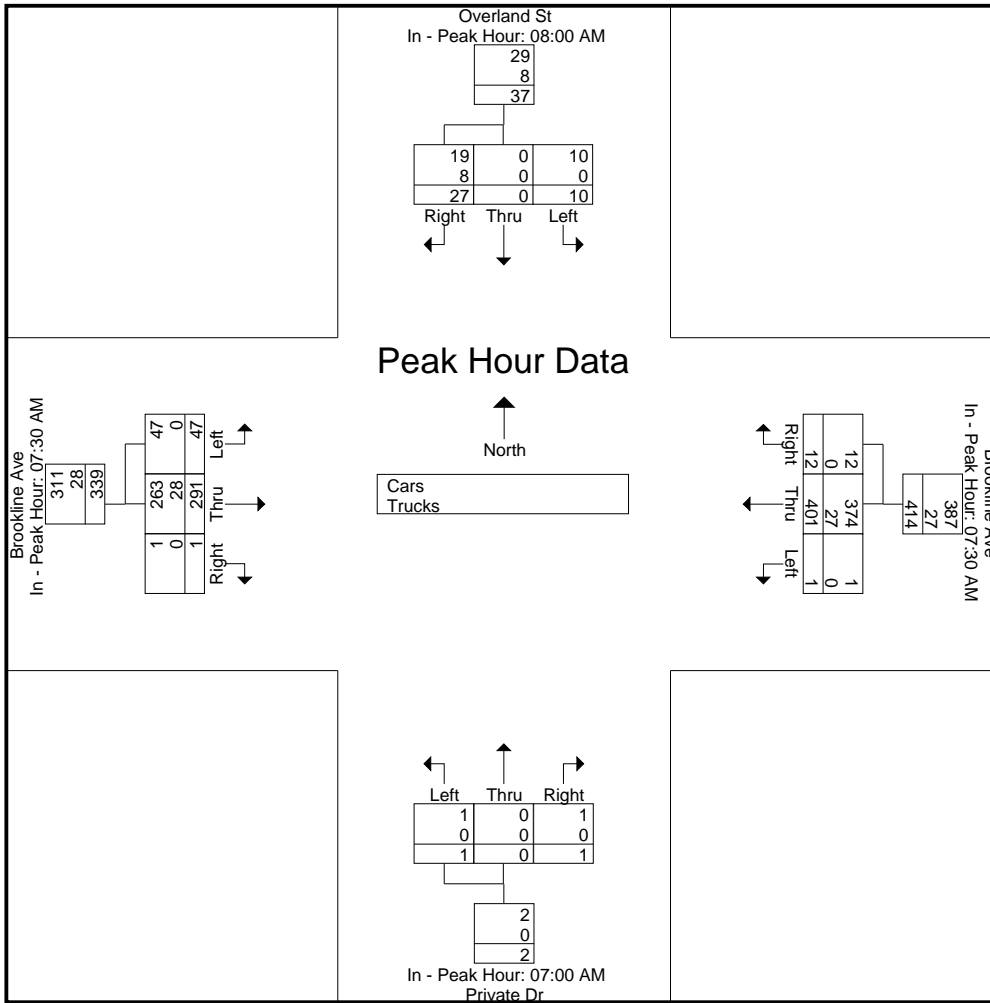 Overland St
In - Peak Hour: 08:00 AM
29
8
37
19 0 10
8 0 0
27 0 10
Right Thru Left
Peak Hour Data
North
Cars
Trucks
Brookline Ave
In - Peak Hour: 07:30 AM
311
28
339
47 0 47
263 28 291
1 0 1
Left
Thru
Right
Brookline Ave
In - Peak Hour: 07:30 AM
387
27
414
12 0 12
374 27 401
1 0 1
Right
Thru
Left
Left Thru Right
1 0 1
0 0 0
1 0 1
2
0
2
In - Peak Hour: 07:00 AM
Private Dr